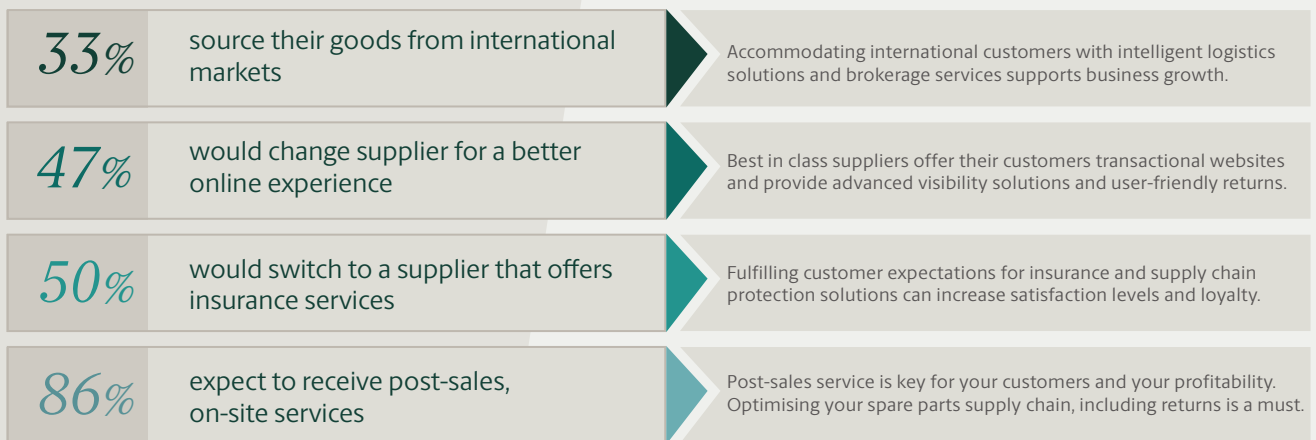 33%
source their goods from international
markets
Accommodating international customers with intelligent logistics
solutions and brokerage services supports business growth.
47%
would change supplier for a better
online experience
Best in class suppliers offer their customers transactional websites
and provide advanced visibility solutions and user-friendly returns.
50%
would switch to a supplier that offers
insurance services
Fulfilling customer expectations for insurance and supply chain
protection solutions can increase satisfaction levels and loyalty.
86%
expect to receive post-sales,
on-site services
Post-sales service is key for your customers and your profitability.
Optimising your spare parts supply chain, including returns is a must.